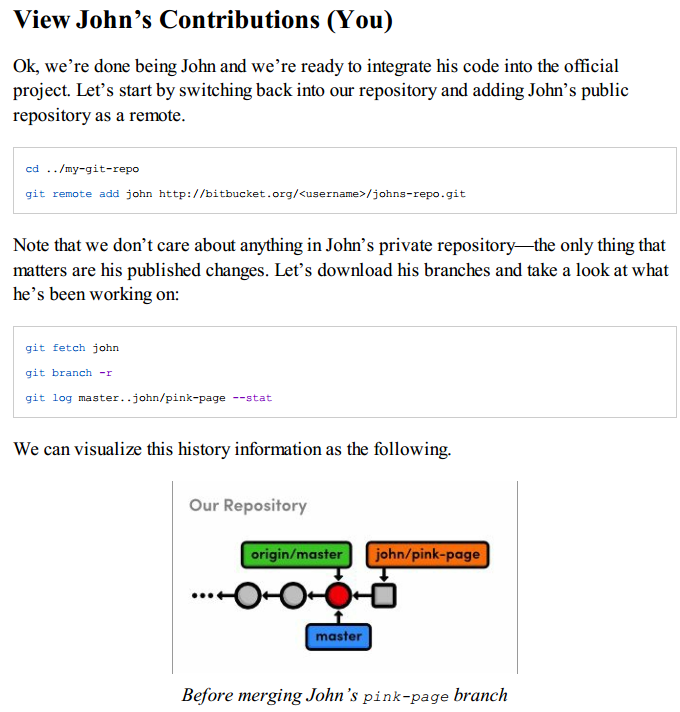 View John’s Contributions (You)
Ok, we’re done being John and we’re ready to integrate his code into the official
project. Let’s start by switching back into our repository and adding John’s public
repository as a remote.
cd ../my-git-repo
git remote add john http://bitbucket.org/<username>/johns-repo.git
Note that we don’t care about anything in John’s private repository—the only thing that
matters are his published changes. Let’s download his branches and take a look at what
he’s been working on:
git fetch john
git branch -r
git log master..john/pink-page --stat
We can visualize this history information as the following.
Our Repository
origin/master john/pink-page
master
Before merging John’s pink-page branch